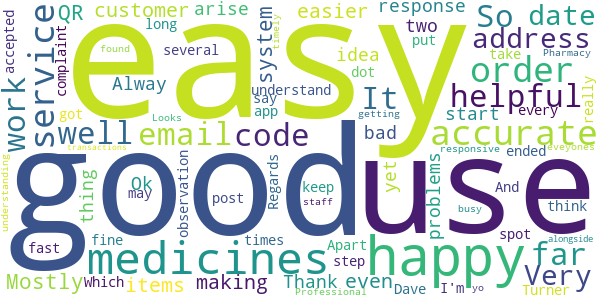 QR customer arise easier response So date
accepted complaint long several idea two put address
service easy system It order
work Alway understand take helpful
well email code say app dot start every really
found Looks timely Pharmacy
got getting bad accurate
transactions responsive eveyones
good use
understanding thing Ok observation Regards keep yet problems ended
may post staff busy And think
fast fine times Apart happy far spot alongside
medicines step Very
Mostly Which items making Thank even Dave I'm yo Turner
Professional